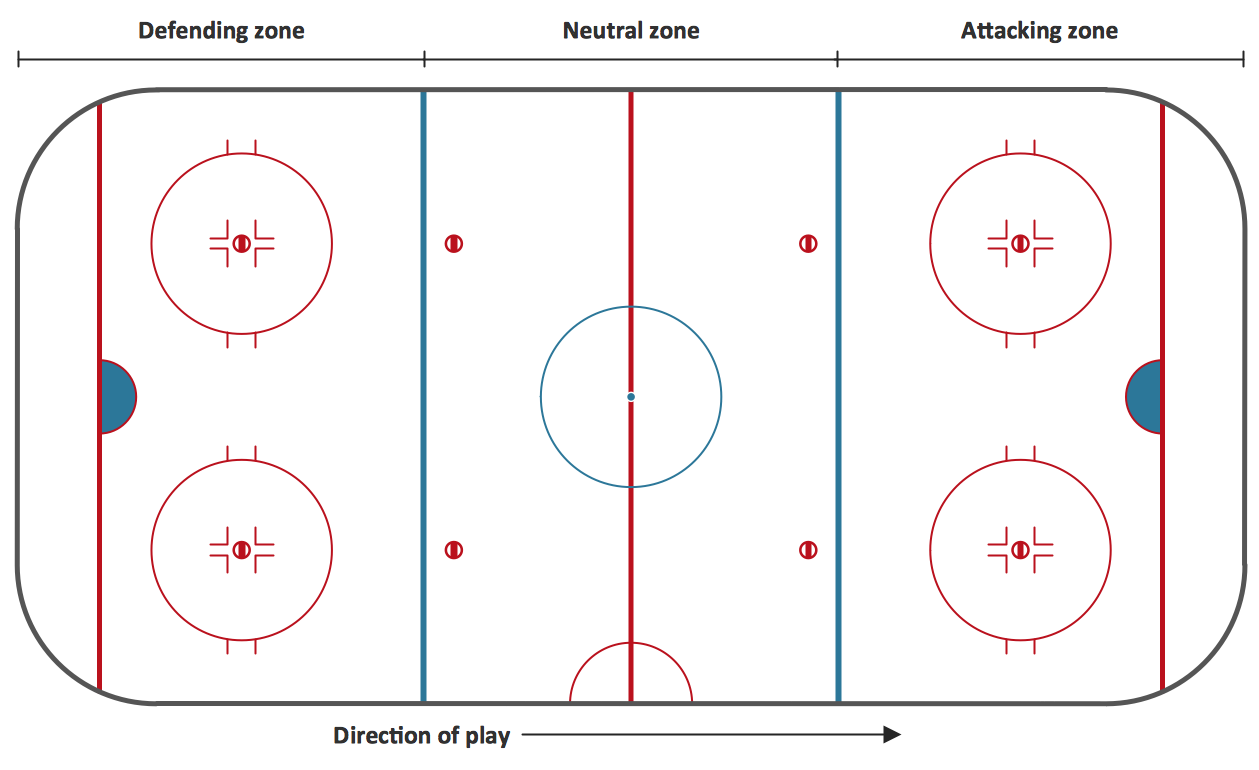 Defending zone
Neutral zone
Attacking zone
Direction of play